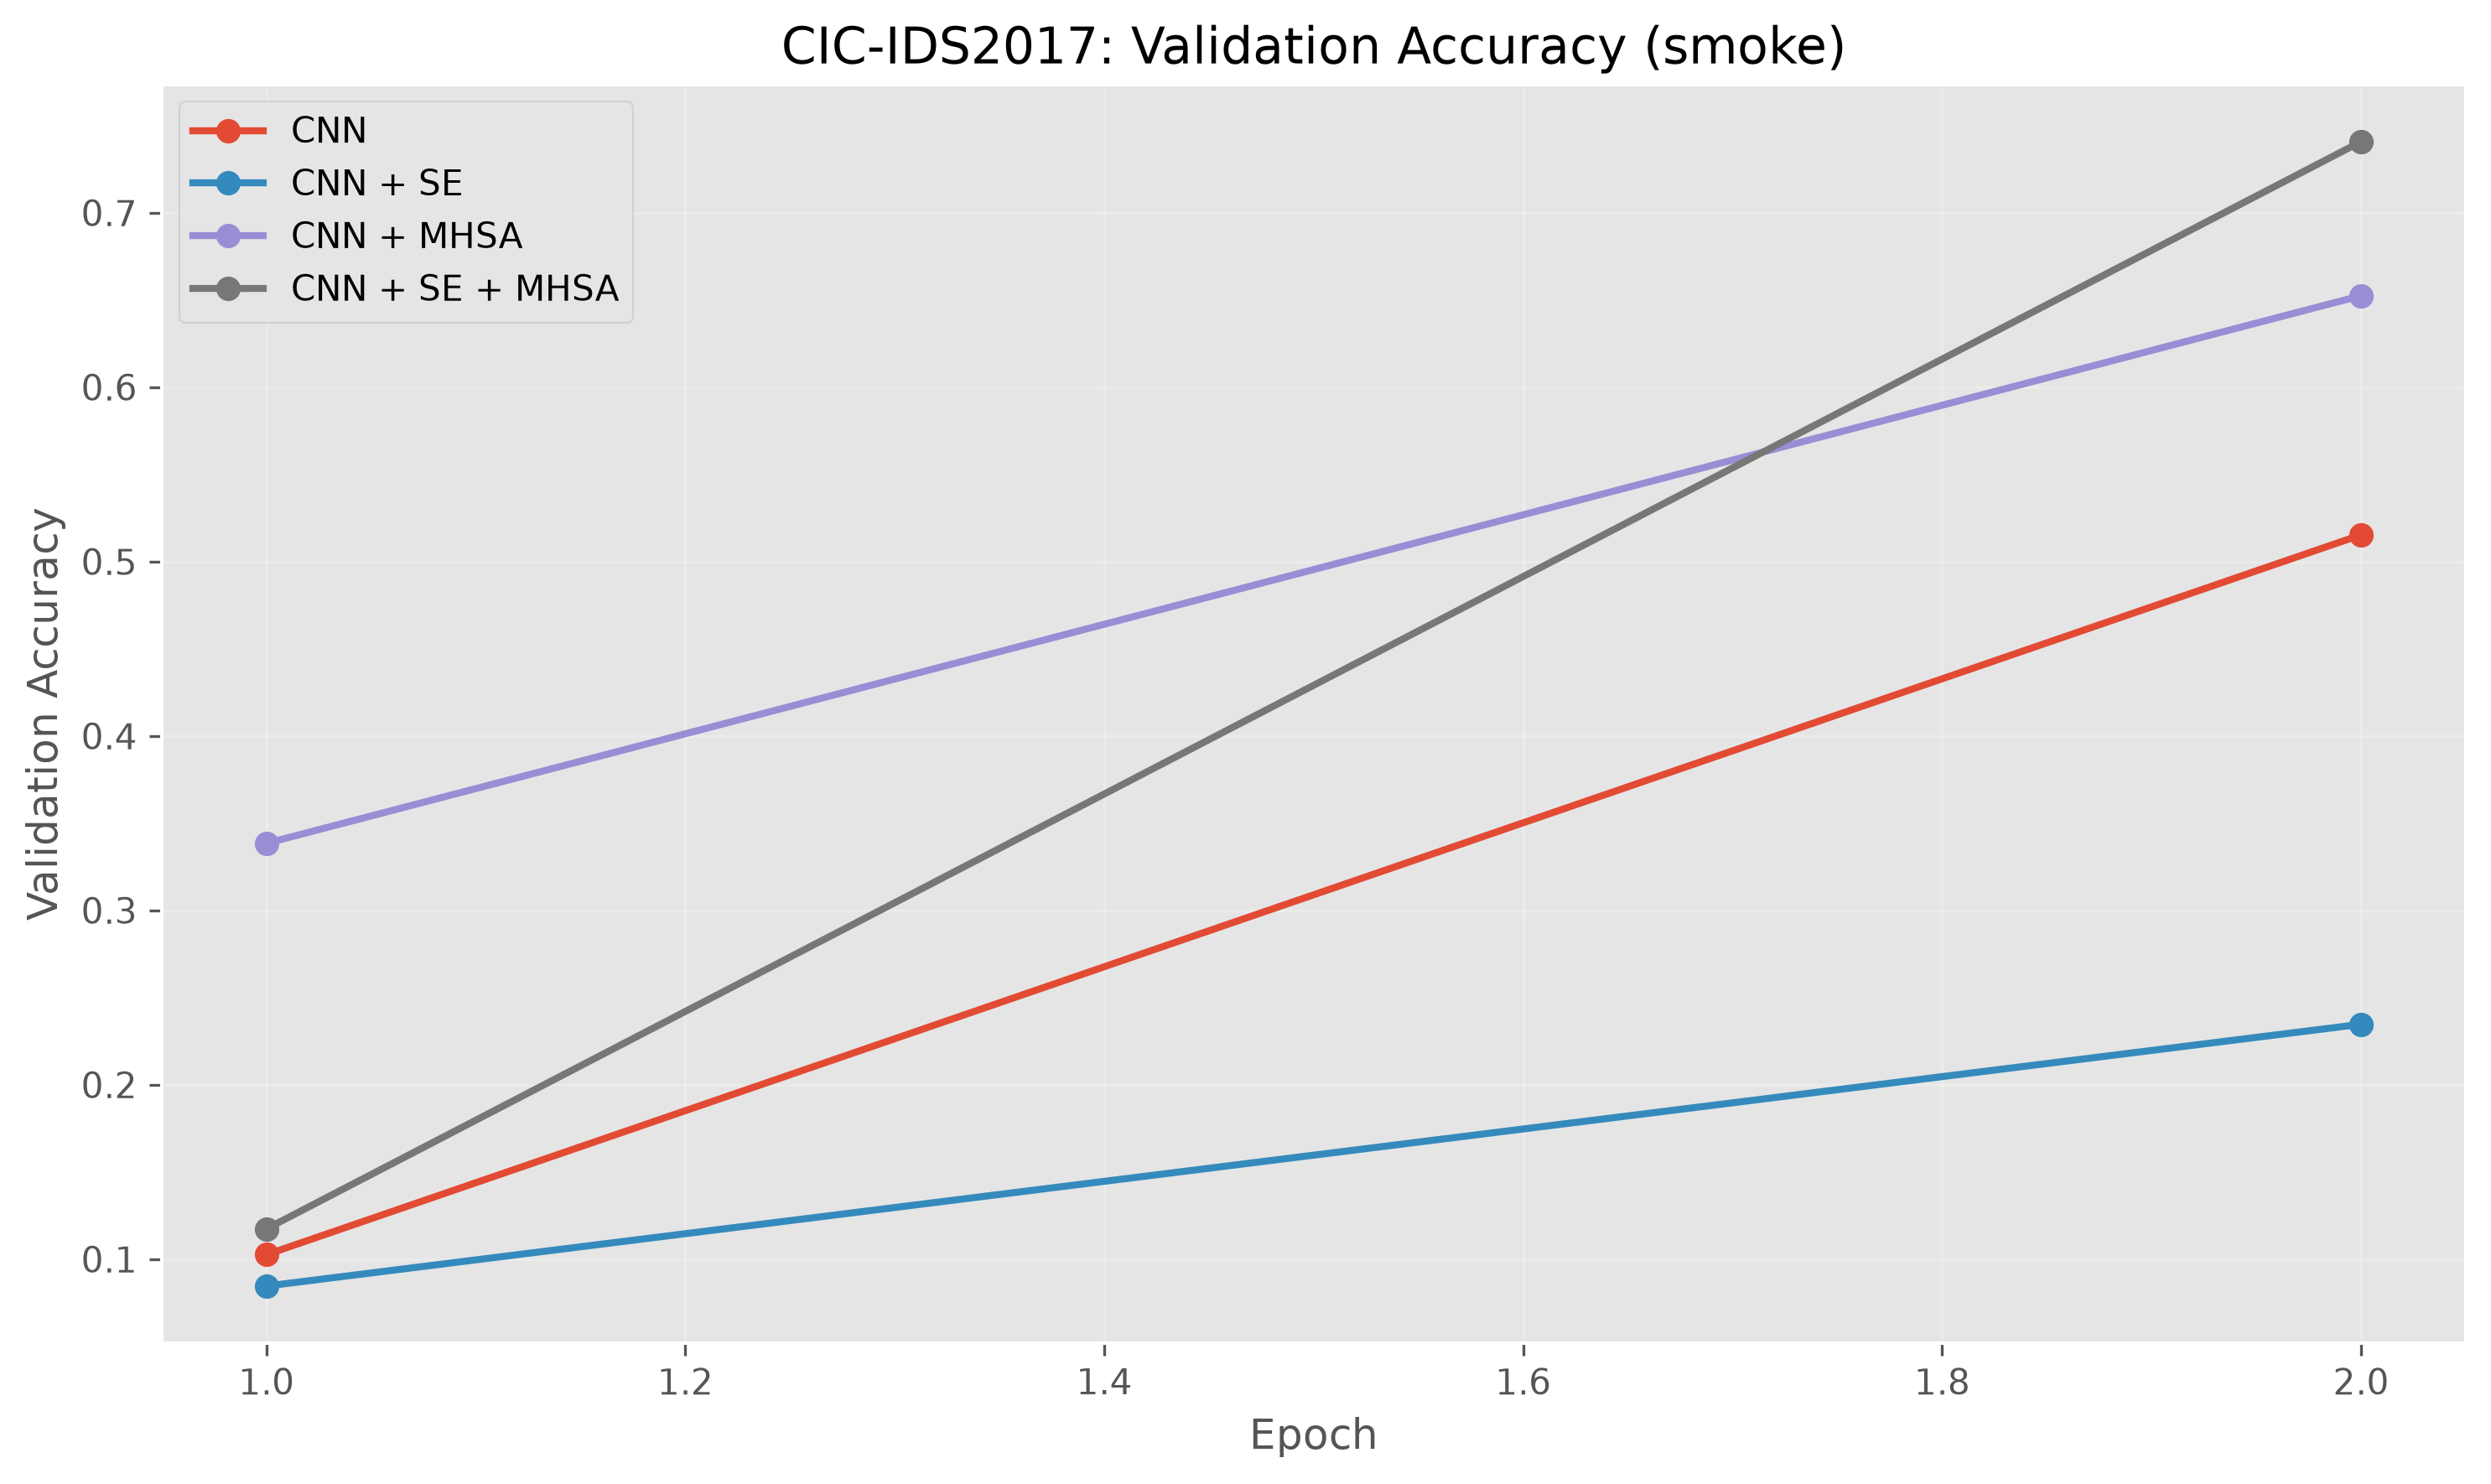 CIC-IDS2017: Validation Accuracy (smoke)
CNN
CNN + SE
CNN + MHSA
CNN + SE + MHSA
Validation Accuracy
0.7
0.6
0.5
0.4
0.3
0.2
0.1
1.0 1.2 1.4 1.6 1.8 2.0
Epoch